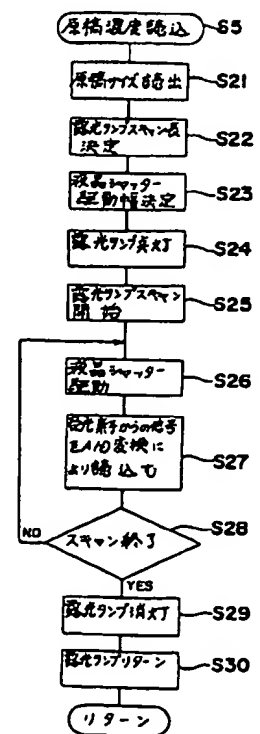 原稿濃度読込
S5
原稿サイズ読出
S21
露光ランプスキャン長
決定
S22
液晶シャッター
駆動幅決定
S23
露光ランプ点灯
S24
露光ランプスキャン
開始
S25
液晶シャッター
駆動
S26
受光素子からの信号
をA/D変換に
より読込む
S27
スキャン終了
S28
NO
YES
露光ランプ消灯
S29
露光ランプリターン
S30
リターン